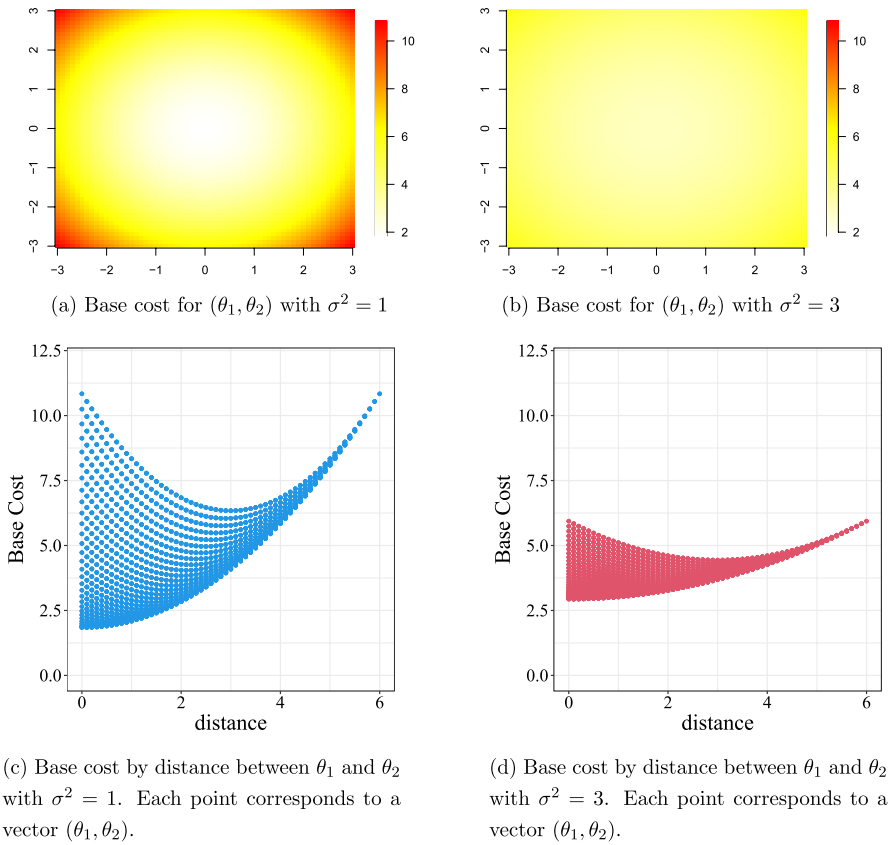 3
2
1
0
−1
−2
−3
−3 −2 −1 0 1 2 3
10
8
6
4
2
(a) Base cost for (θ₁, θ₂) with σ² = 1
3
2
1
0
−1
−2
−3
−3 −2 −1 0 1 2 3
10
8
6
4
2
(b) Base cost for (θ₁, θ₂) with σ² = 3
12.5
10.0
7.5
5.0
2.5
0.0
Base Cost
0 2 4 6
distance
(c) Base cost by distance between θ₁ and θ₂
with σ² = 1. Each point corresponds to a
vector (θ₁, θ₂).
12.5
10.0
7.5
5.0
2.5
0.0
Base Cost
0 2 4 6
distance
(d) Base cost by distance between θ₁ and θ₂
with σ² = 3. Each point corresponds to a
vector (θ₁, θ₂).